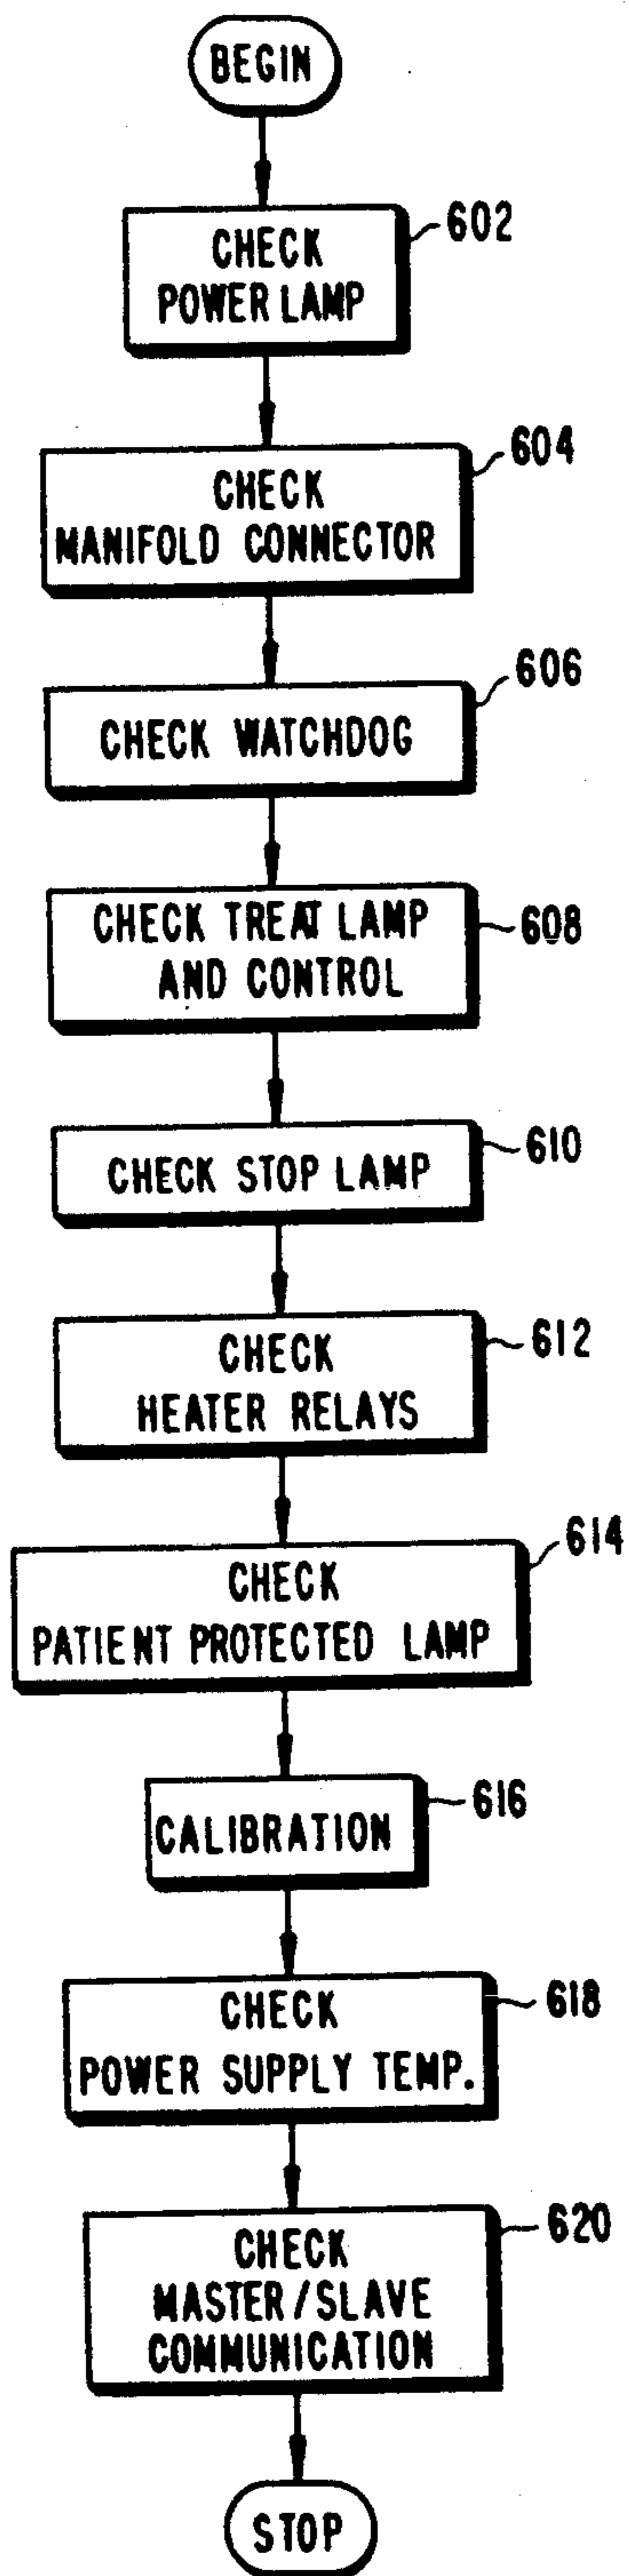 BEGIN
602
CHECK
POWER LAMP
604
CHECK
MANIFOLD CONNECTOR
606
CHECK WATCHDOG
CHECK TREAT LAMP
608
AND CONTROL
610
CHECK STOP LAMP
612
CHECK
HEATER RELAYS
614
CHECK
PATIENT PROTECTED LAMP
616
CALIBRATION
618
CHECK
POWER SUPPLY TEMP.
620
CHECK
MASTER/SLAVE
COMMUNICATION
STOP